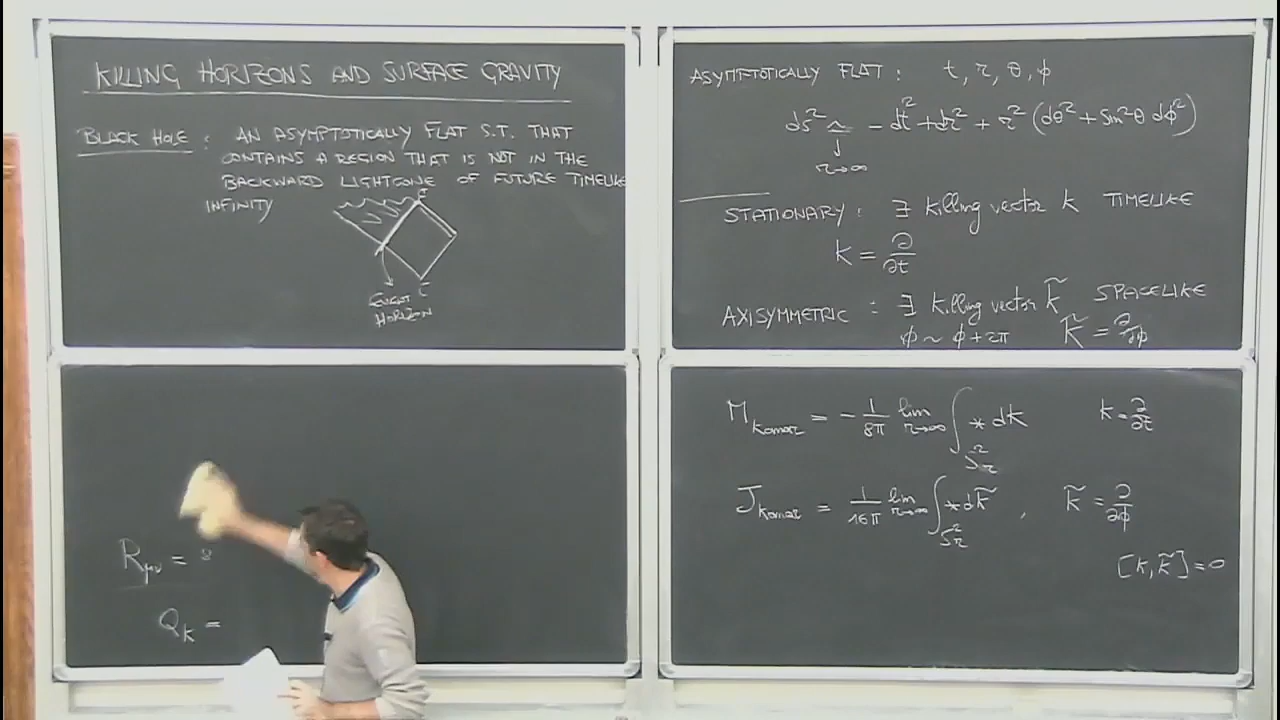 KILLING HORIZONS AND SURFACE GRAVITY
BLACK HOLE : AN ASYMPTOTICALLY FLAT S.T. THAT
CONTAINS A REGION THAT IS NOT IN THE
BACKWARD LIGHTCONE OF FUTURE TIMELIKE
INFINITY
EVENT
HORIZON
R_μν =
Q_k =
ASYMPTOTICALLY FLAT : t, r, θ, φ
ds² ≃ - dt² + dr² + r² (dθ² + sin²θ dφ²)
↓
r→∞
STATIONARY : ∃ Killing vector k TIMELIKE
k = ∂/∂t
AXISYMMETRIC : ∃ Killing vector k̃ SPACELIKE
φ ~ φ+2π k̃ = ∂/∂φ
M_Komar = - 1/8π lim_{r→∞} ∫_{S²_r} * dk k = ∂/∂t
J_Komar = 1/16π lim_{r→∞} ∫_{S²_r} * dk̃ , k̃ = ∂/∂φ
[k, k̃] = 0